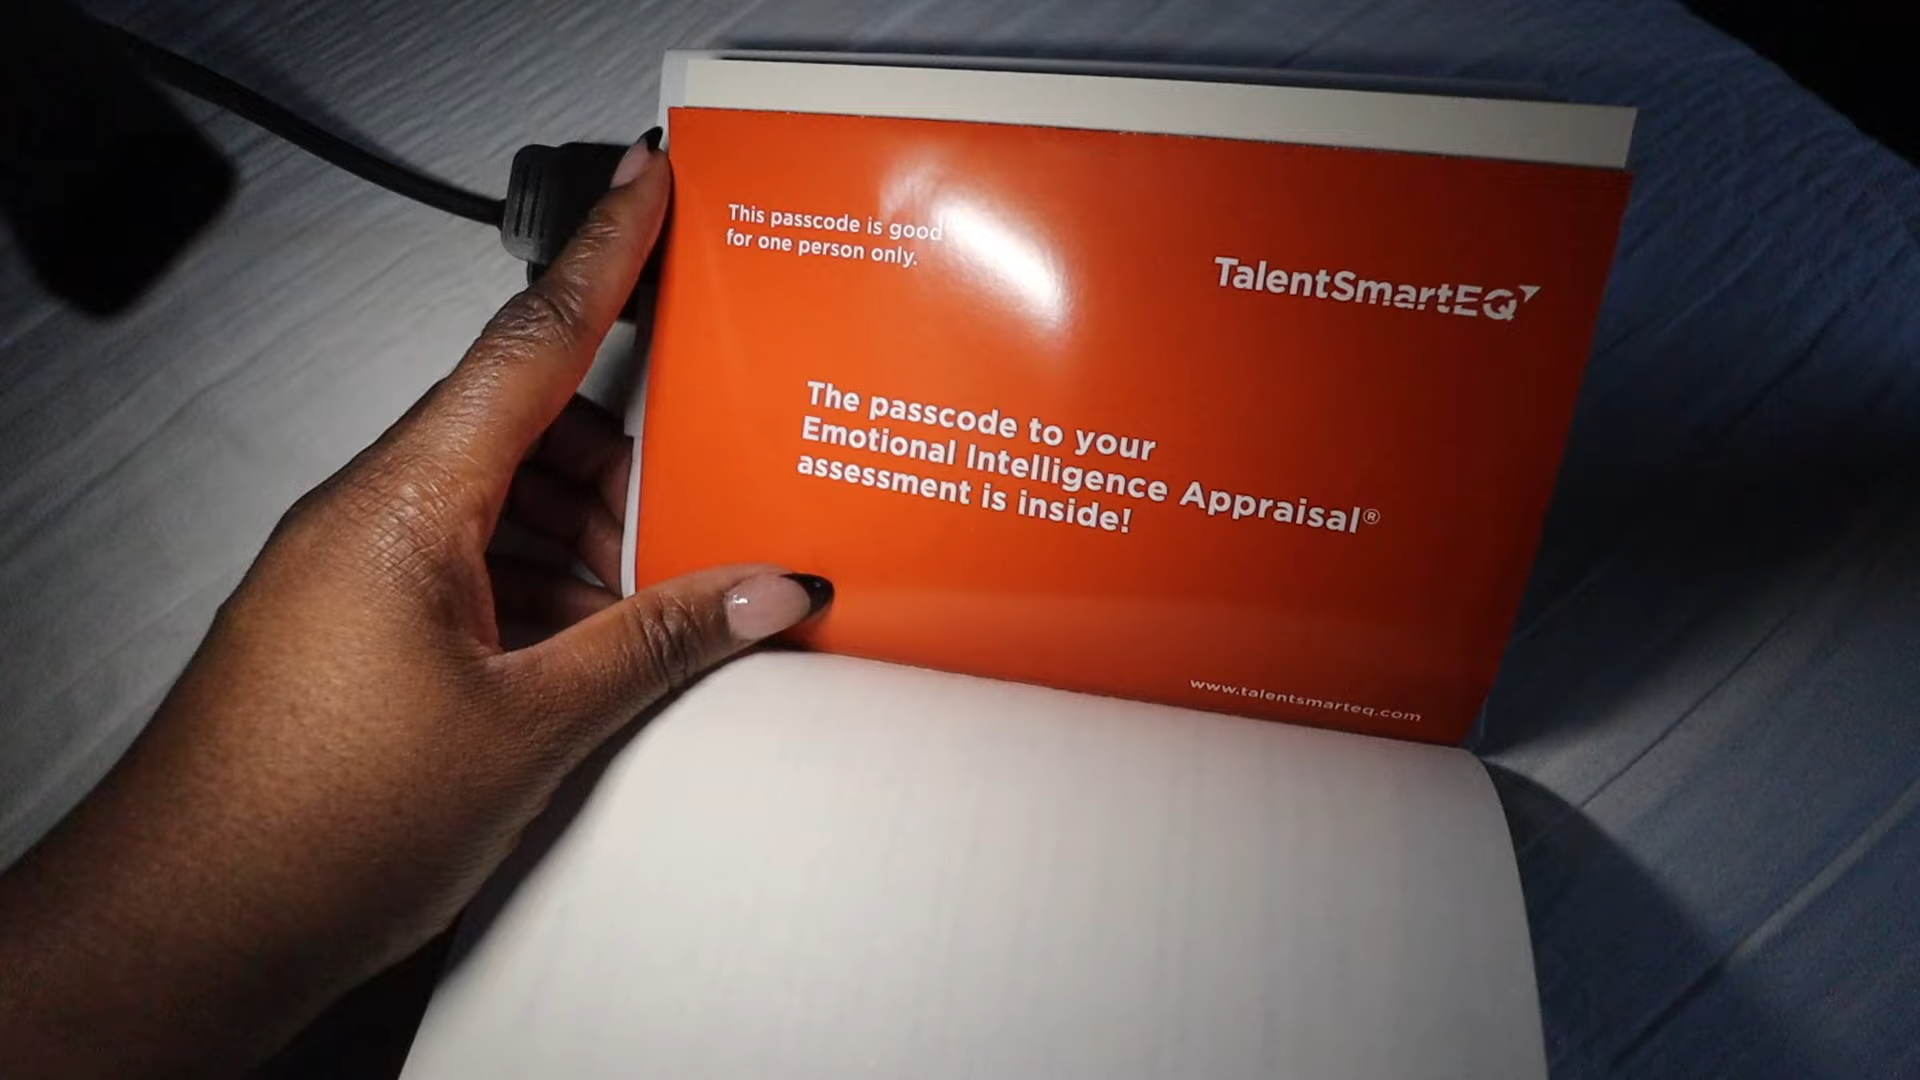 This passcode is good
for one person only.
TalentSmartEQ
The passcode to your
Emotional Intelligence Appraisal®
assessment is inside!
www.talentsmarteq.com